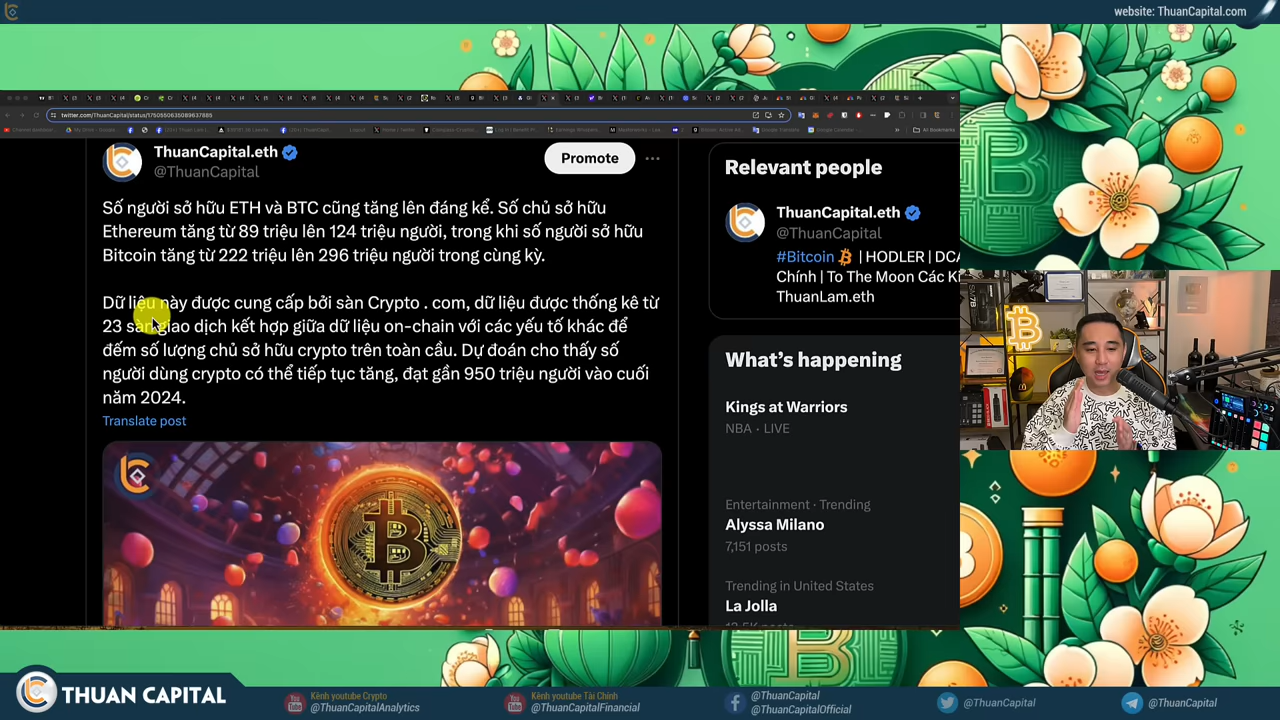 website: ThuanCapital.com
twitter.com/ThuanCapital/status/1750550635089637885
ThuanCapital.eth
@ThuanCapital
Promote
Số người sở hữu ETH và BTC cũng tăng lên đáng kể. Số chủ sở hữu
Ethereum tăng từ 89 triệu lên 124 triệu người, trong khi số người sở hữu
Bitcoin tăng từ 222 triệu lên 296 triệu người trong cùng kỳ.
Dữ liệu này được cung cấp bởi sàn Crypto . com, dữ liệu được thống kê từ
23 sàn giao dịch kết hợp giữa dữ liệu on-chain với các yếu tố khác để
đếm số lượng chủ sở hữu crypto trên toàn cầu. Dự đoán cho thấy số
người dùng crypto có thể tiếp tục tăng, đạt gần 950 triệu người vào cuối
năm 2024.
Translate post
Relevant people
ThuanCapital.eth
@ThuanCapital
#Bitcoin | HODLER | DCA
Chính | To The Moon Các K
ThuanLam.eth
What's happening
Kings at Warriors
NBA · LIVE
Entertainment · Trending
Alyssa Milano
7,151 posts
Trending in United States
La Jolla
THUAN CAPITAL
Kênh youtube Crypto
@ThuanCapitalAnalytics
Kênh youtube Tài Chính
@ThuanCapitalFinancial
@ThuanCapital
@ThuanCapitalOfficial
@ThuanCapital
@ThuanCapital